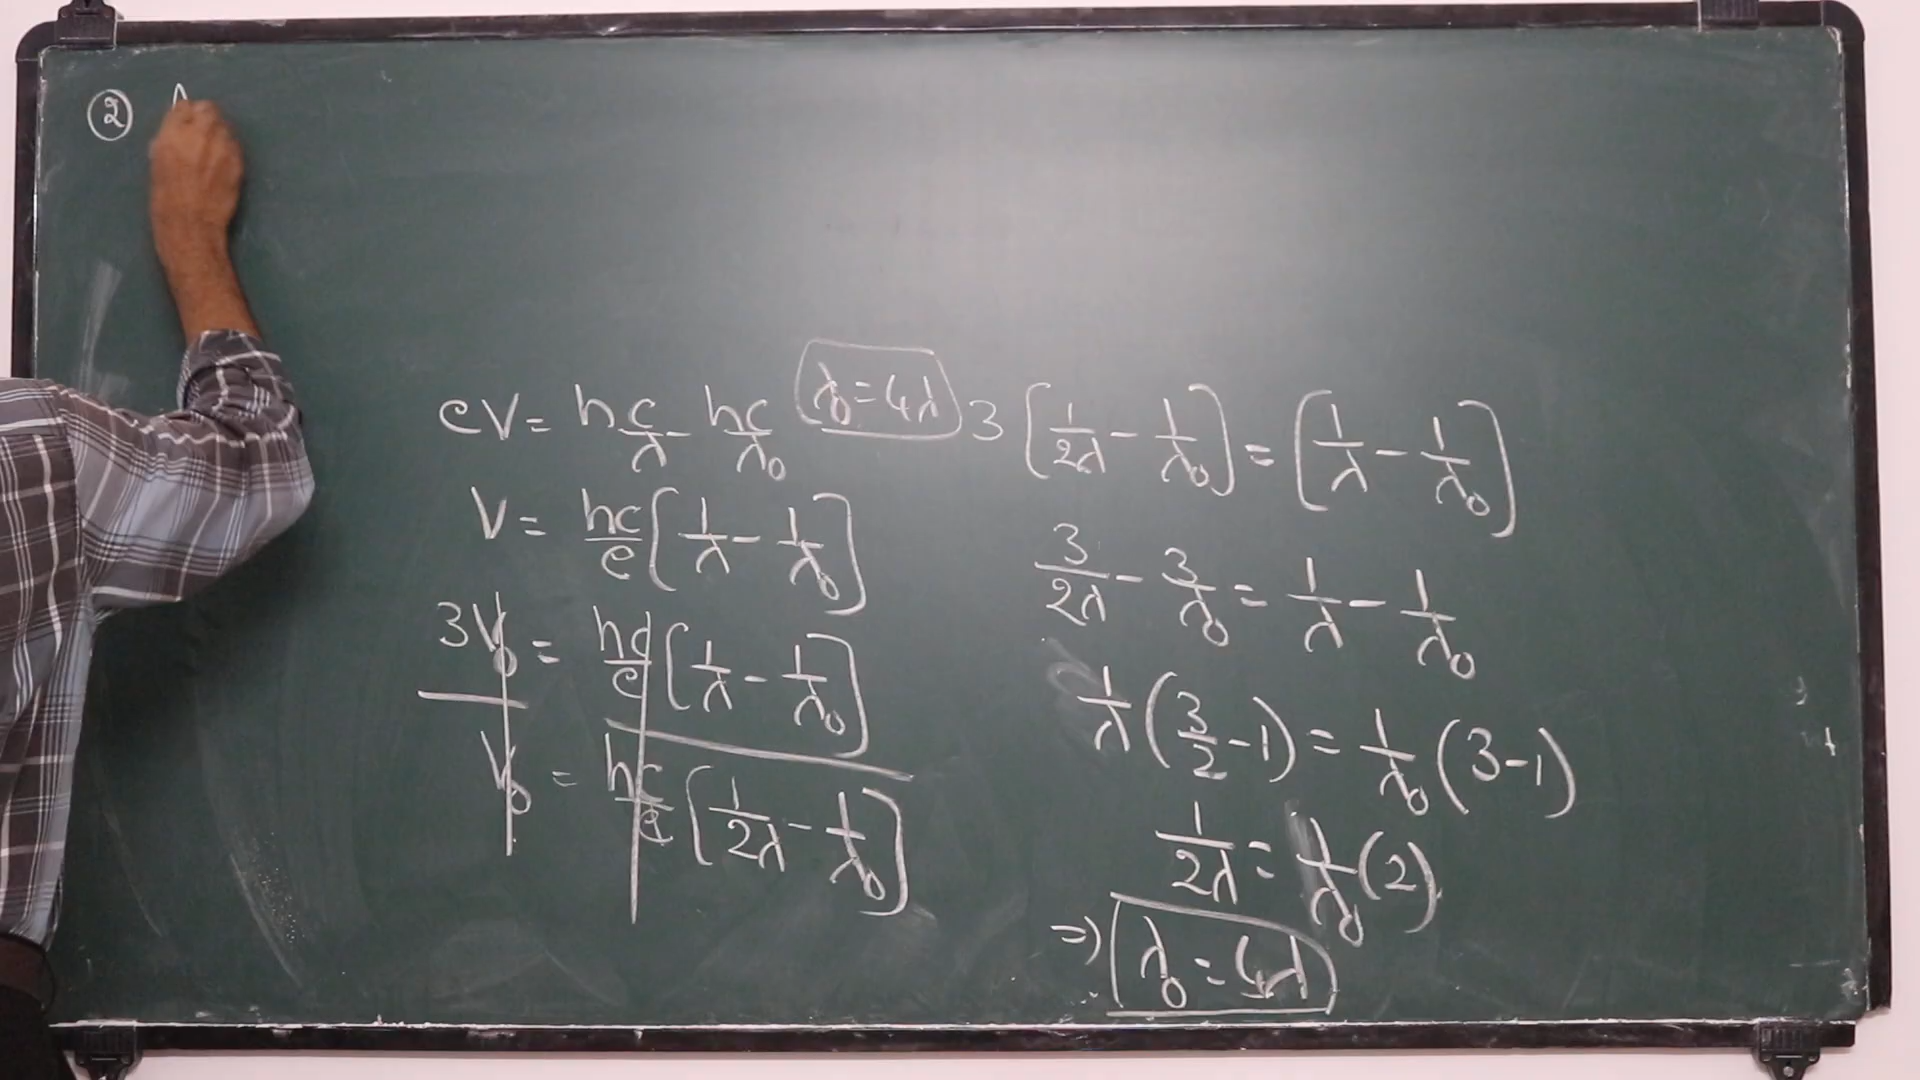 ②
eV = hc/λ - hc/λ₀
λ₀ = 4λ
V = hc/e [1/λ - 1/λ₀]
3V₀ = hc/e [1/λ - 1/λ₀]
V₀ = hc/e [1/2λ - 1/λ₀]
3 [1/2λ - 1/λ₀] = [1/λ - 1/λ₀]
3/2λ - 3/λ₀ = 1/λ - 1/λ₀
1/λ (3/2 - 1) = 1/λ₀ (3-1)
1/2λ = 1/λ₀ (2)
⇒ λ₀ = 4λ